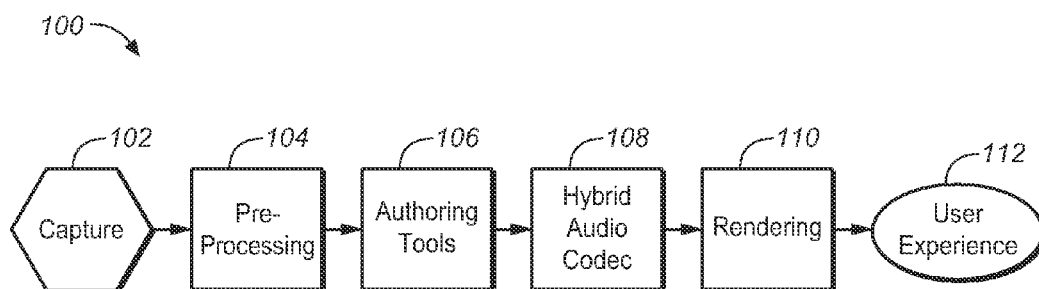 100
102
104
106
108
110
112
Capture
Pre-
Processing
Authoring
Tools
Hybrid
Audio
Codec
Rendering
User
Experience